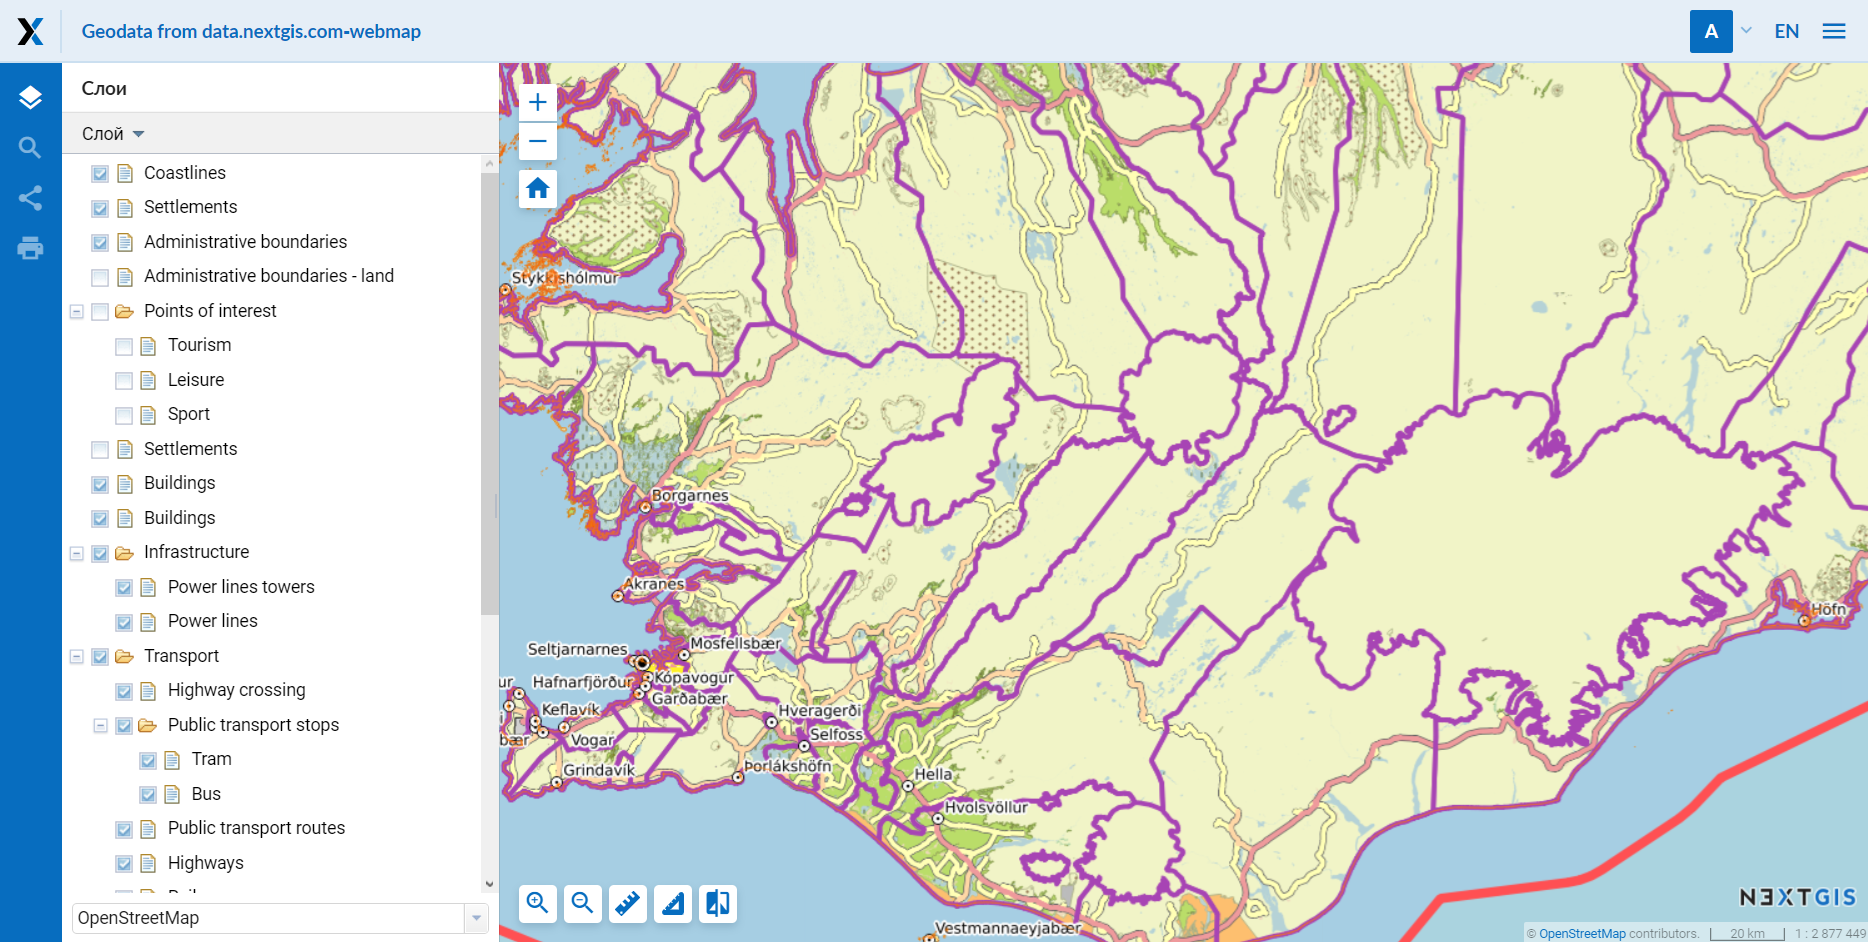 Geodata from data.nextgis.com-webmap
A
EN
Слои
Слой
Coastlines
Settlements
Administrative boundaries
Administrative boundaries - land
Points of interest
Tourism
Leisure
Sport
Settlements
Buildings
Buildings
Infrastructure
Power lines towers
Power lines
Transport
Highway crossing
Public transport stops
Tram
Bus
Public transport routes
Highways
OpenStreetMap
Stykkishólmur
Borgarnes
Akranes
Seltjarnarnes
Mosfellsbær
Hafnarfjörður
Kópavogur
Garðabær
ur
Keflavík
bær
Vogar
Grindavík
Hveragerði
Selfoss
Þorlákshöfn
Hella
Hvolsvöllur
Vestmannaeyjabær
Höfn
NEXTGIS
© OpenStreetMap contributors.
20 km
1 : 2 877 449